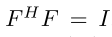 F^H F = I